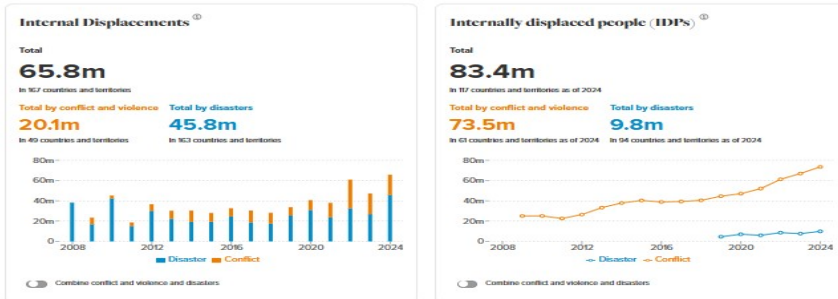 Internal Displacements
Total
65.8m
In 167 countries and territories
Total by conflict and violence Total by disasters
20.1m 45.8m
In 49 countries and territories In 163 countries and territories
80m
60m
40m
20m
0
2008 2012 2016 2020 2024
Disaster Conflict
Combine conflict and violence and disasters
Internally displaced people (IDPs)
Total
83.4m
In 117 countries and territories as of 2024
Total by conflict and violence Total by disasters
73.5m 9.8m
In 61 countries and territories as of 2024 In 94 countries and territories as of 2024
80m
60m
40m
20m
0
2008 2012 2016 2020 2024
Disaster Conflict
Combine conflict and violence and disasters